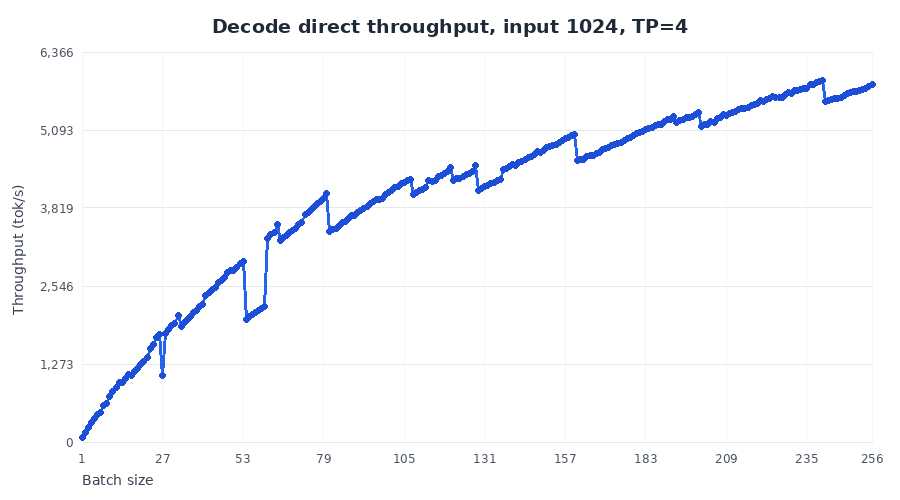 Decode direct throughput, input 1024, TP=4
6,366
5,093
3,819
2,546
1,273
0
Throughput (tok/s)
1 27 53 79 105 131 157 183 209 235 256
Batch size